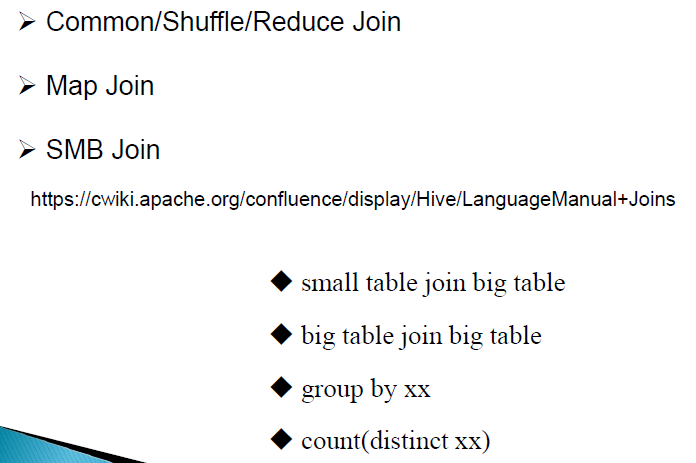 ➢ Common/Shuffle/Reduce Join
➢ Map Join
➢ SMB Join
https://cwiki.apache.org/confluence/display/Hive/LanguageManual+Joins
◆ small table join big table
◆ big table join big table
◆ group by xx
◆ count(distinct xx)